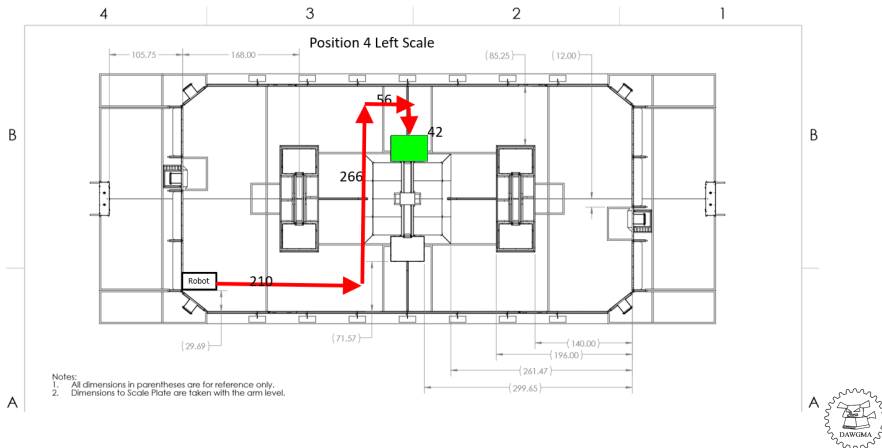 4 3 2 1
Position 4 Left Scale
105.75 168.00 (85.25) (12.00)
56
B 42 B
266
Robot 210
(29.69) (71.57) (140.00)
(196.00)
(261.47)
(299.65)
Notes:
1. All dimensions in parentheses are for reference only.
2. Dimensions to Scale Plate are taken with the arm level.
A A
DAWGMA